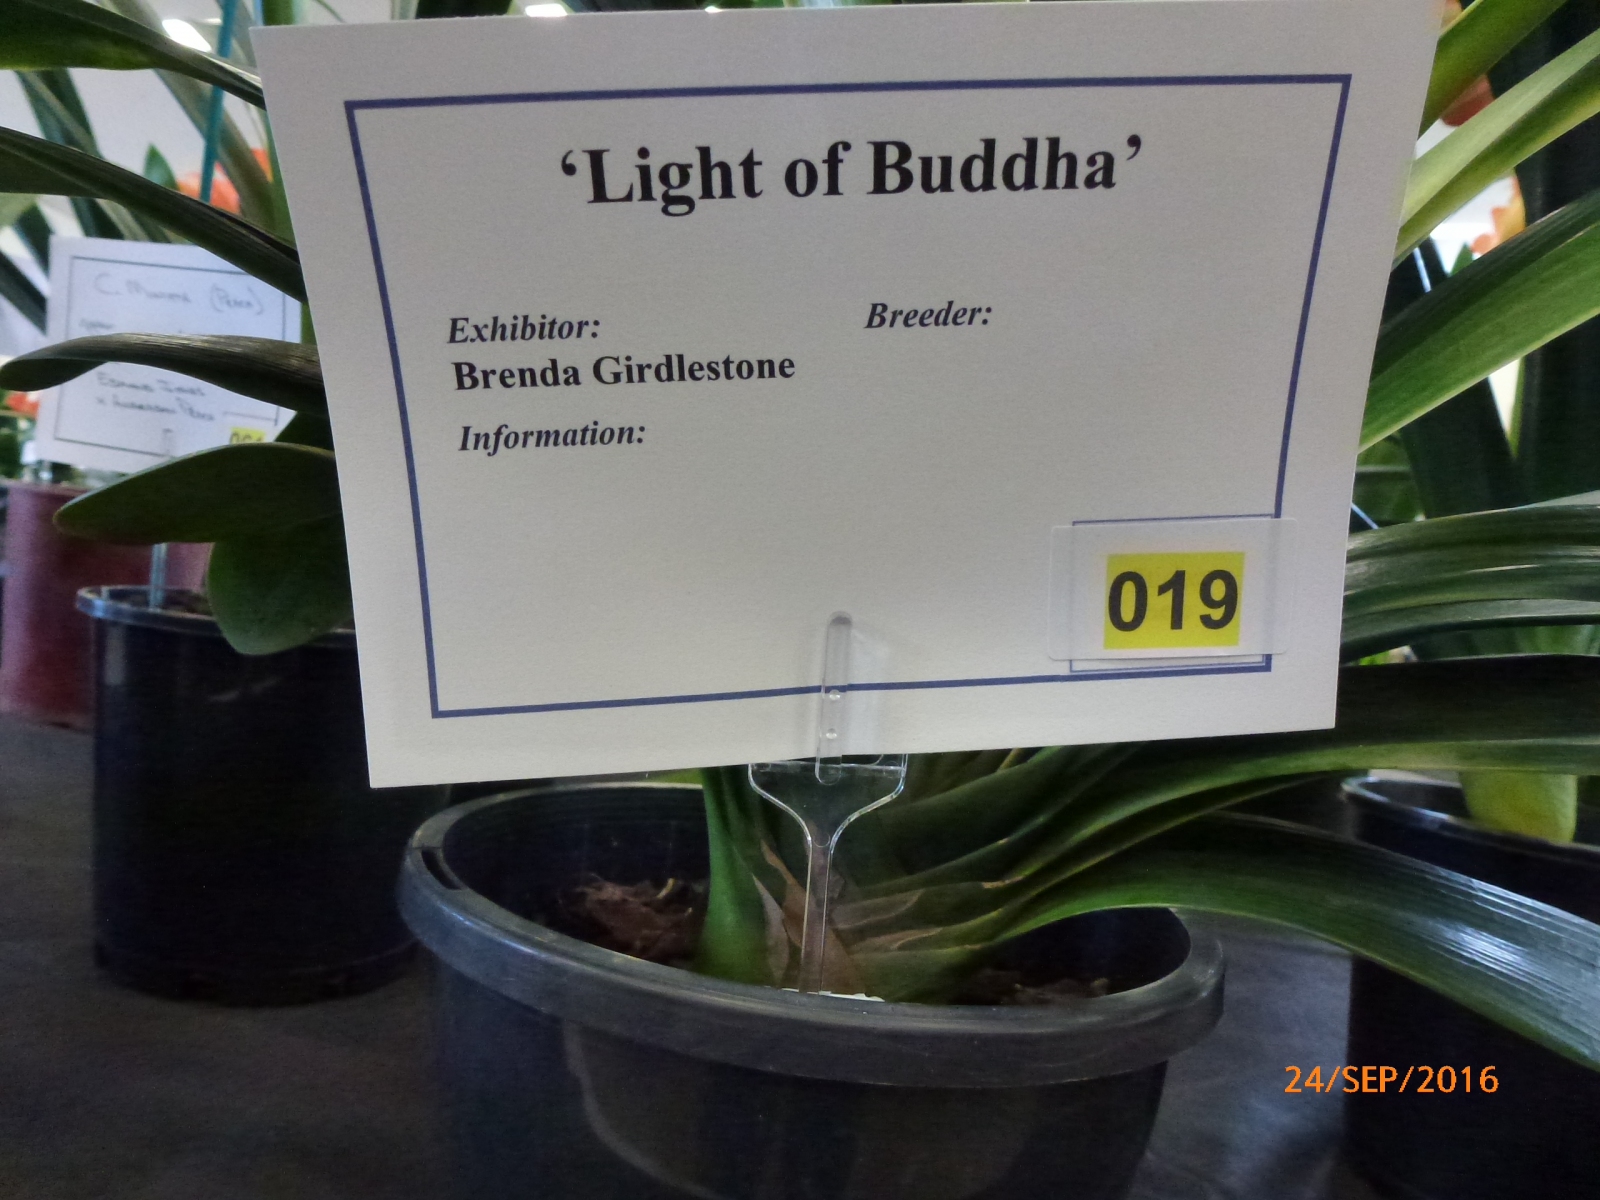 ‘Light of Buddha’
Exhibitor:
Breeder:
Brenda Girdlestone
Information:
019
C.
24/SEP/2016